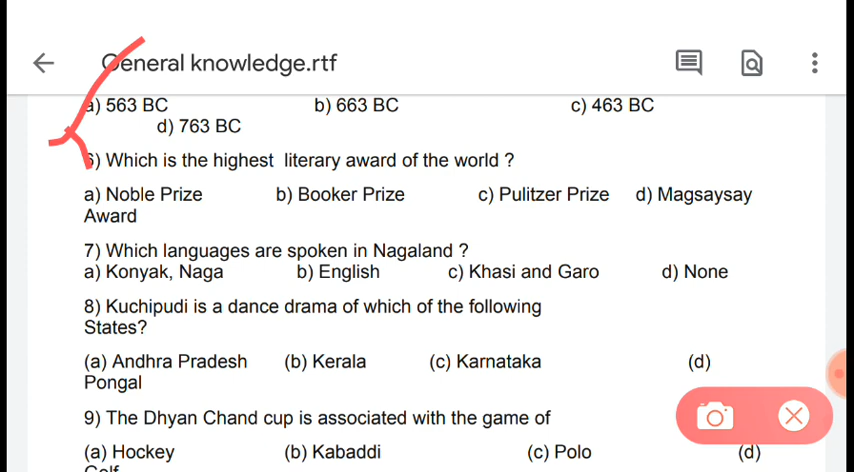 General knowledge.rtf
a) 563 BC b) 663 BC c) 463 BC
d) 763 BC
6) Which is the highest literary award of the world ?
a) Noble Prize b) Booker Prize c) Pulitzer Prize d) Magsaysay
Award
7) Which languages are spoken in Nagaland ?
a) Konyak, Naga b) English c) Khasi and Garo d) None
8) Kuchipudi is a dance drama of which of the following
States?
(a) Andhra Pradesh (b) Kerala (c) Karnataka (d)
Pongal
9) The Dhyan Chand cup is associated with the game of
(a) Hockey (b) Kabaddi (c) Polo (d)
Golf